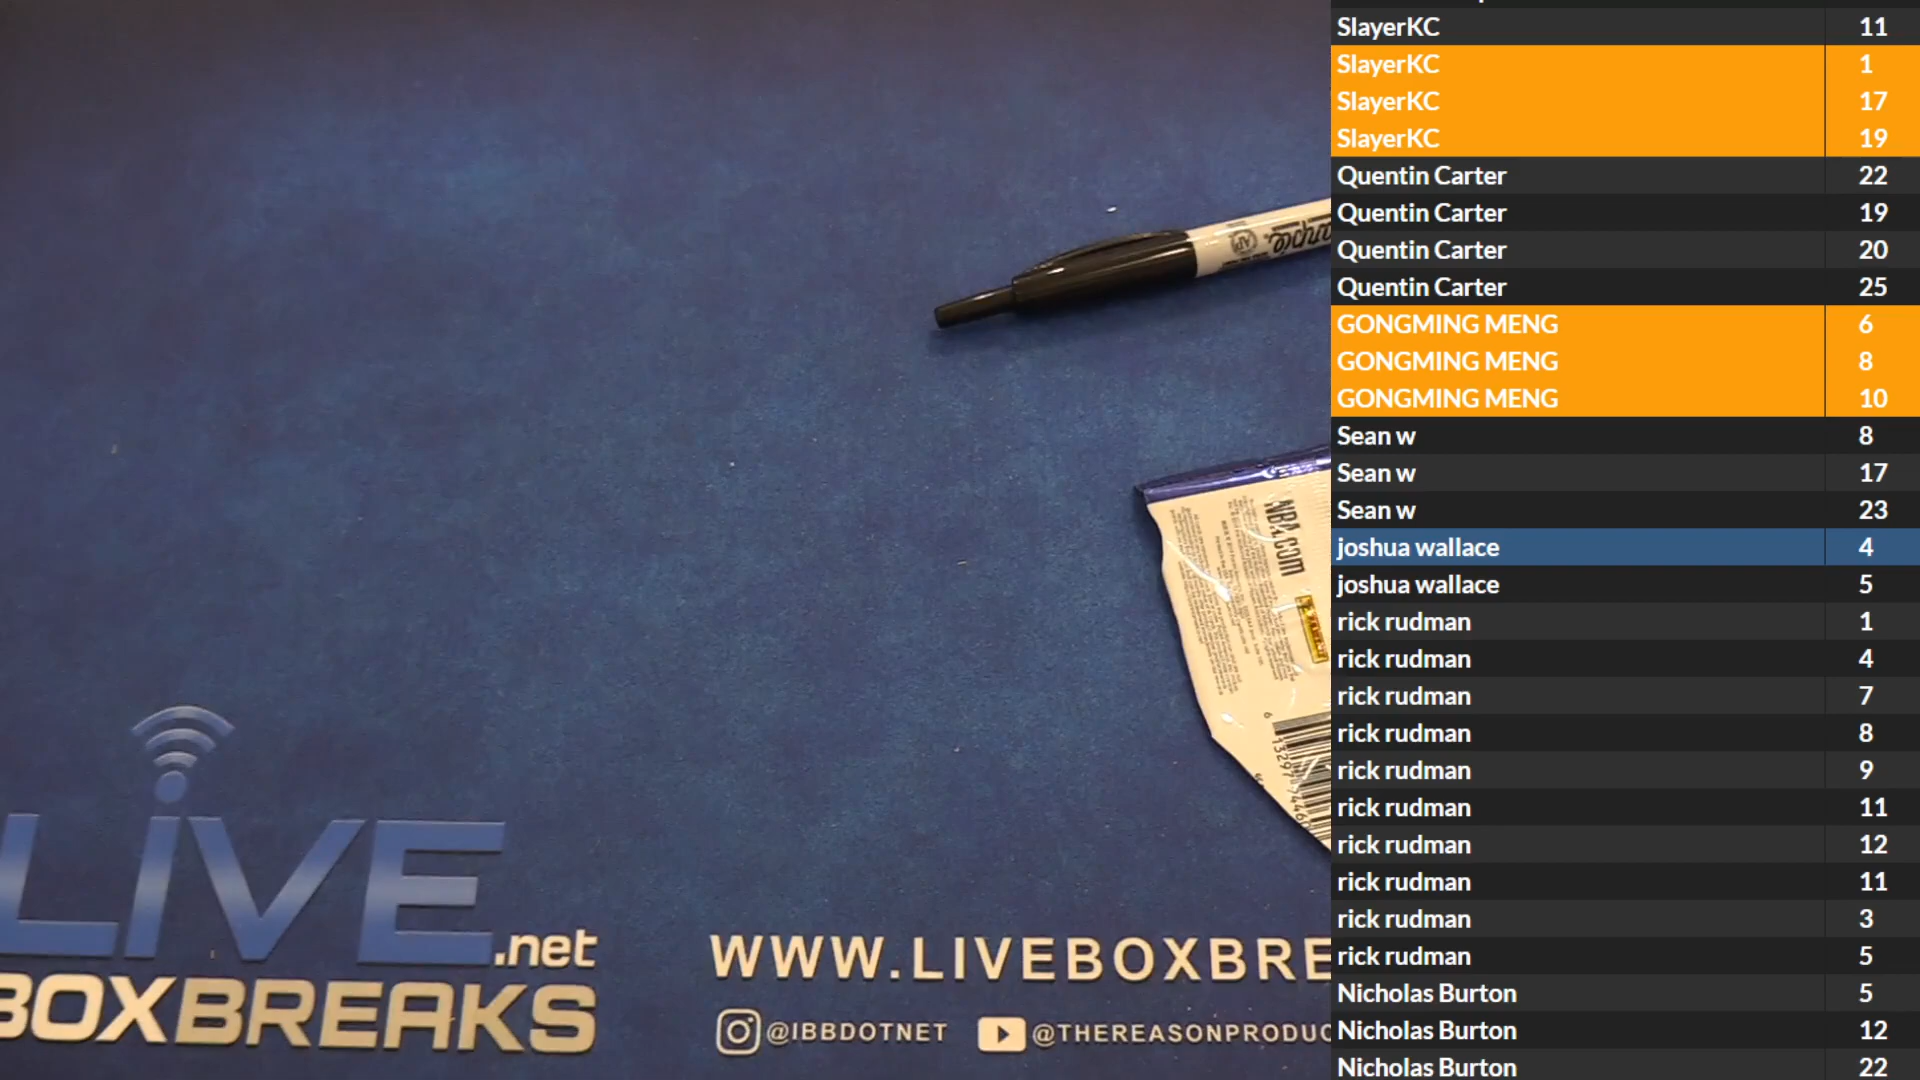 SlayerKC 11
SlayerKC 1
SlayerKC 17
SlayerKC 19
Quentin Carter 22
Quentin Carter 19
Quentin Carter 20
Quentin Carter 25
GONGMING MENG 6
GONGMING MENG 8
GONGMING MENG 10
Sean w 8
Sean w 17
Sean w 23
joshua wallace 4
joshua wallace 5
rick rudman 1
rick rudman 4
rick rudman 7
rick rudman 8
rick rudman 9
rick rudman 11
rick rudman 12
rick rudman 11
rick rudman 3
rick rudman 5
Nicholas Burton 5
Nicholas Burton 12
Nicholas Burton 22
NBA.COM
LIVE.net
BOXBREAKS
WWW.LIVEBOXBRE
@IBBDOTNET @THEREASONPRODUC